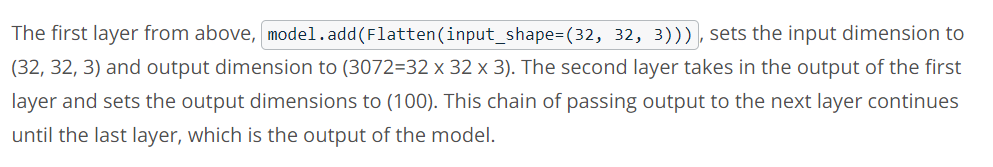 The first layer from above, model.add(Flatten(input_shape=(32, 32, 3))), sets the input dimension to
(32, 32, 3) and output dimension to (3072=32 x 32 x 3). The second layer takes in the output of the first
layer and sets the output dimensions to (100). This chain of passing output to the next layer continues
until the last layer, which is the output of the model.